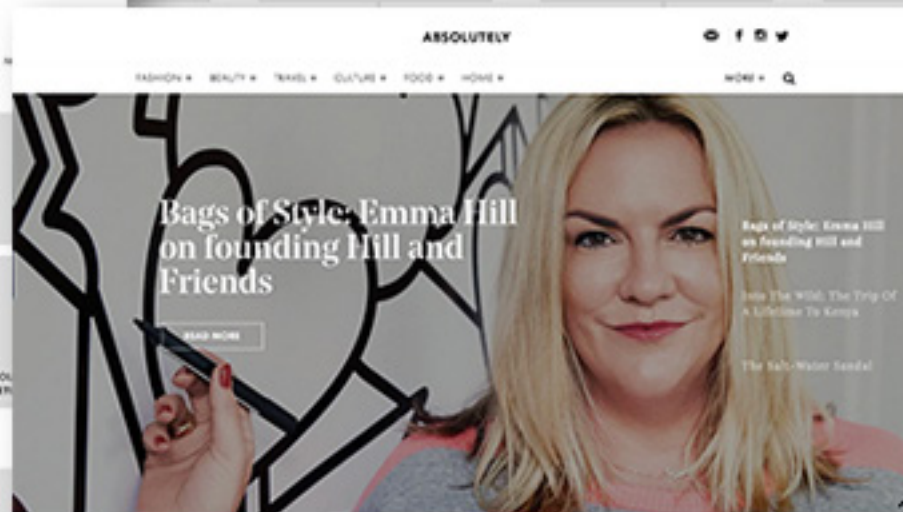 ABSOLUTELY
FASHION BEAUTY TRAVEL CULTURE FOOD HOME MORE
Bags of Style: Emma Hill
on founding Hill and
Friends
READ MORE
Bags of Style: Emma Hill
on founding Hill and
Friends
Into The Wild: The Trip Of
A Lifetime To Kenya
The Salt-Water Sandal